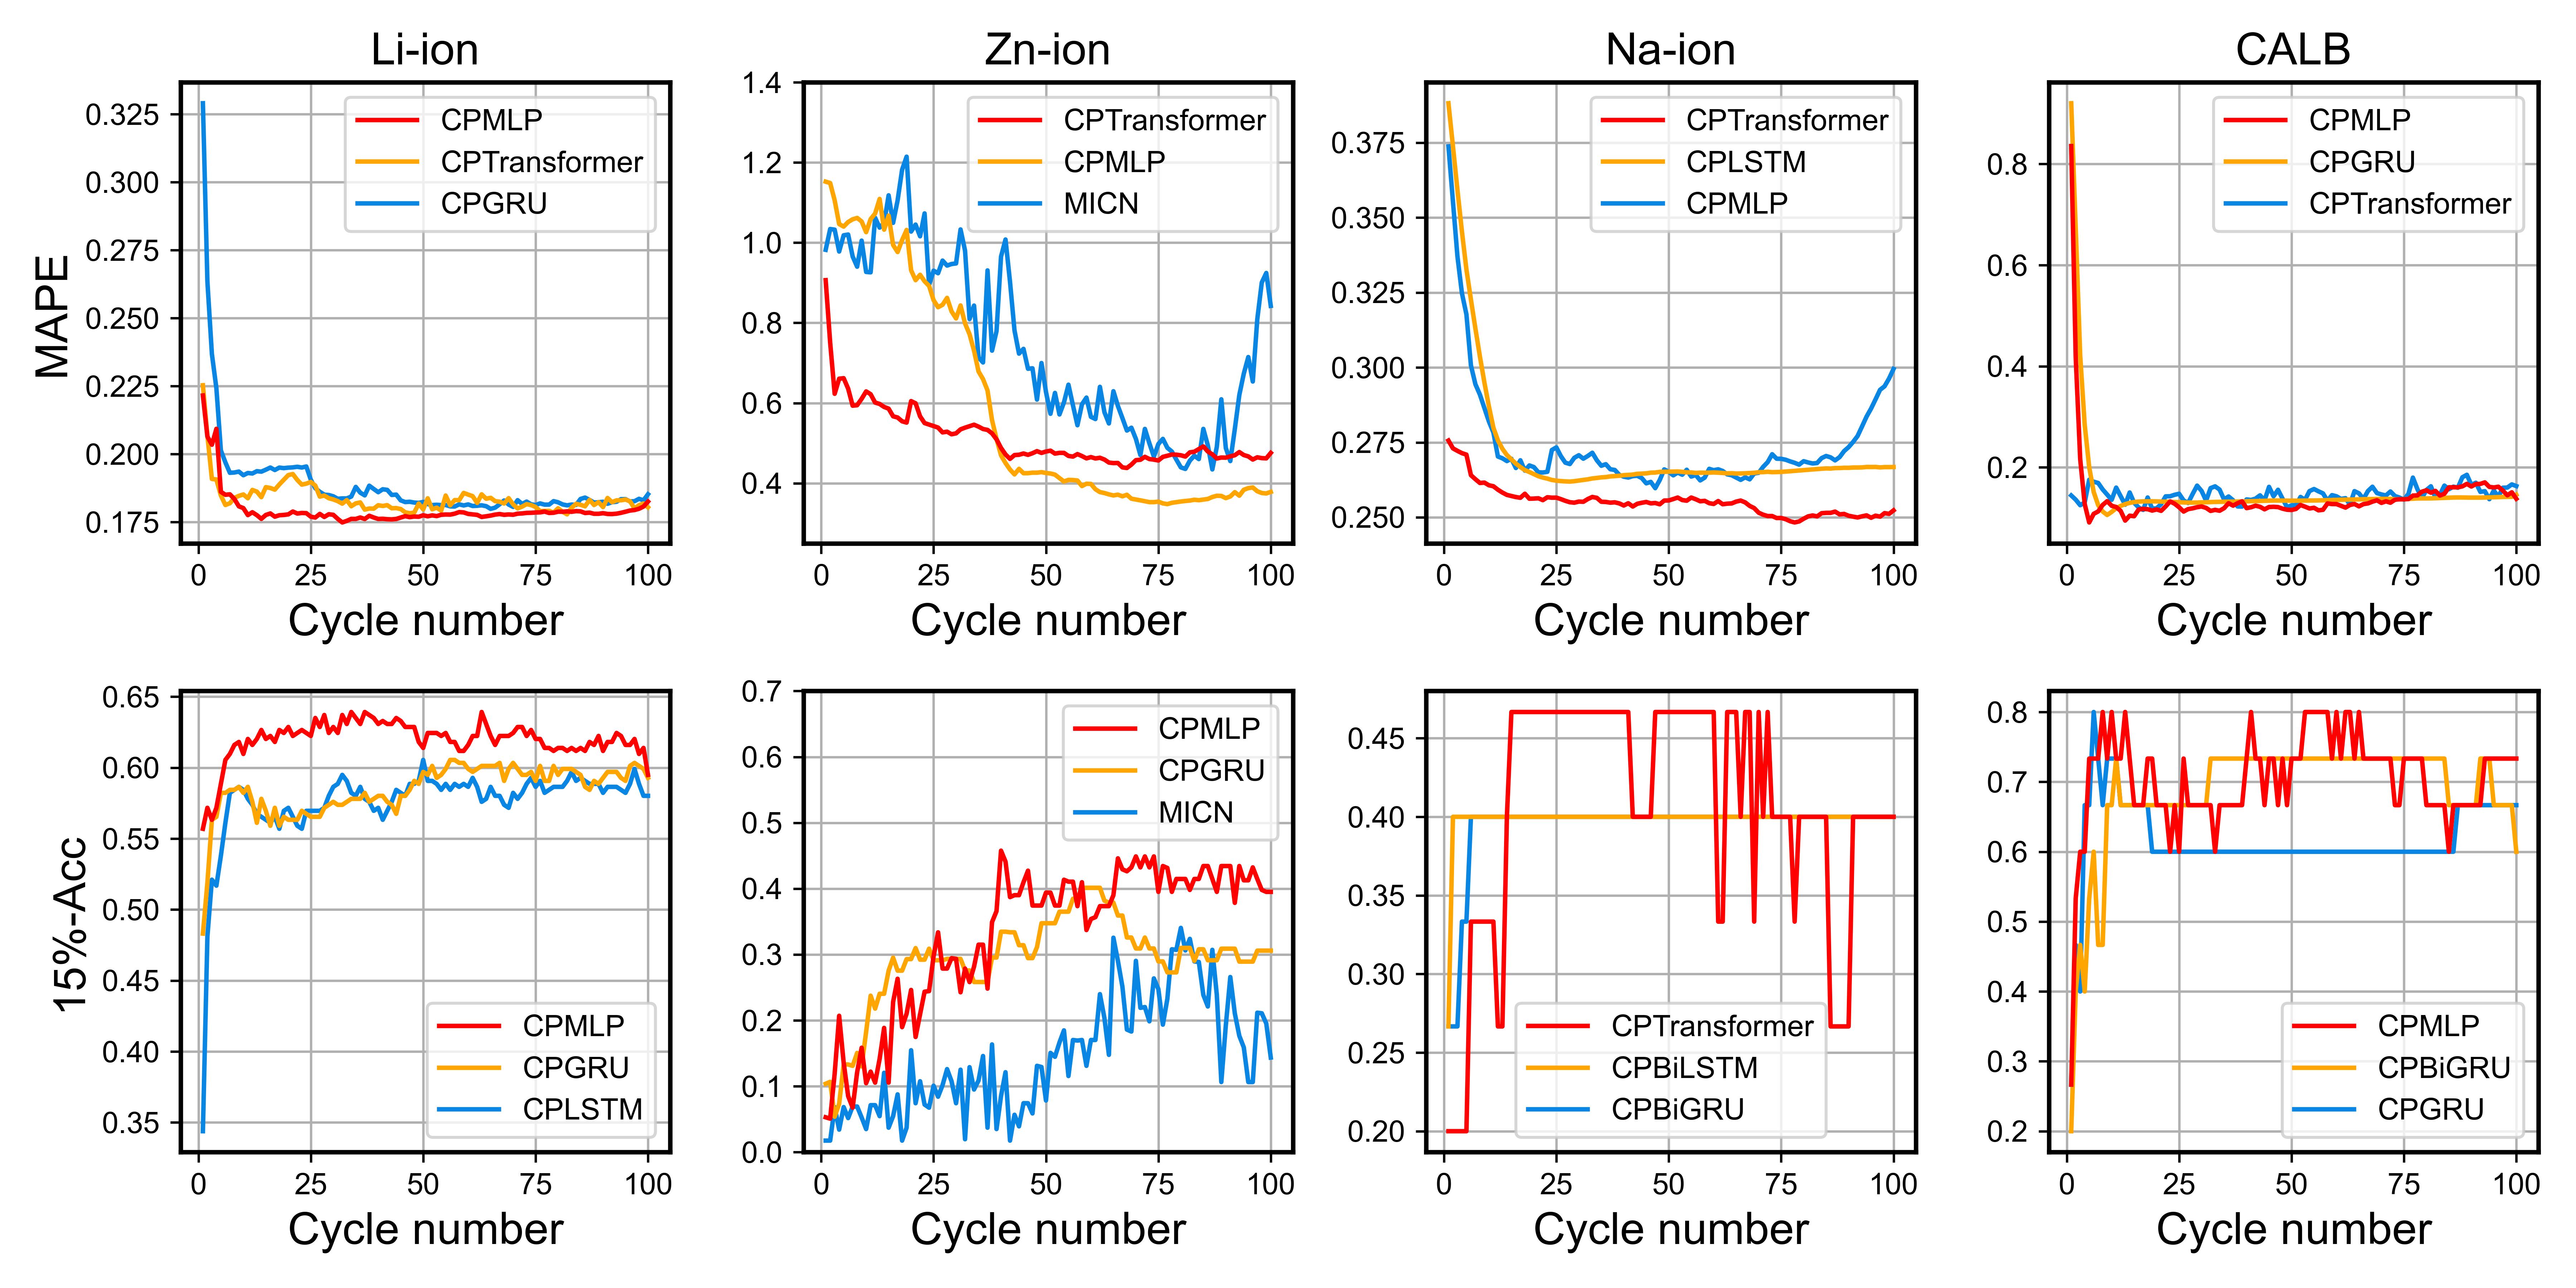 Li-ion
MAPE
0.325
0.300
0.275
0.250
0.225
0.200
0.175
CPMLP
CPTransformer
CPGRU
0 25 50 75 100
Cycle number
Zn-ion
1.4
1.2
1.0
0.8
0.6
0.4
CPTransformer
CPMLP
MICN
0 25 50 75 100
Cycle number
Na-ion
0.375
0.350
0.325
0.300
0.275
0.250
CPTransformer
CPLSTM
CPMLP
0 25 50 75 100
Cycle number
CALB
0.8
0.6
0.4
0.2
CPMLP
CPGRU
CPTransformer
0 25 50 75 100
Cycle number
15%-Acc
0.65
0.60
0.55
0.50
0.45
0.40
0.35
CPMLP
CPGRU
CPLSTM
0 25 50 75 100
Cycle number
0.7
0.6
0.5
0.4
0.3
0.2
0.1
0.0
CPMLP
CPGRU
MICN
0 25 50 75 100
Cycle number
0.45
0.40
0.35
0.30
0.25
0.20
CPTransformer
CPBiLSTM
CPBiGRU
0 25 50 75 100
Cycle number
0.8
0.7
0.6
0.5
0.4
0.3
0.2
CPMLP
CPBiGRU
CPGRU
0 25 50 75 100
Cycle number